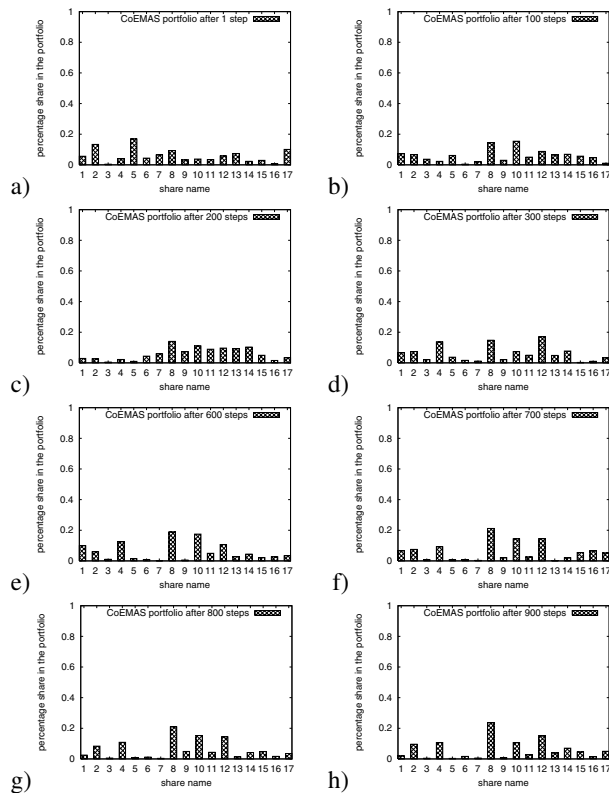 CoEMAS portfolio after 1 step
percentage share in the portfolio
1
0.8
0.6
0.4
0.2
0
1 2 3 4 5 6 7 8 9 10 11 12 13 14 15 16 17
share name
a)
CoEMAS portfolio after 100 steps
percentage share in the portfolio
1
0.8
0.6
0.4
0.2
0
1 2 3 4 5 6 7 8 9 10 11 12 13 14 15 16 17
share name
b)
CoEMAS portfolio after 200 steps
percentage share in the portfolio
1
0.8
0.6
0.4
0.2
0
1 2 3 4 5 6 7 8 9 10 11 12 13 14 15 16 17
share name
c)
CoEMAS portfolio after 300 steps
percentage share in the portfolio
1
0.8
0.6
0.4
0.2
0
1 2 3 4 5 6 7 8 9 10 11 12 13 14 15 16 17
share name
d)
CoEMAS portfolio after 600 steps
percentage share in the portfolio
1
0.8
0.6
0.4
0.2
0
1 2 3 4 5 6 7 8 9 10 11 12 13 14 15 16 17
share name
e)
CoEMAS portfolio after 700 steps
percentage share in the portfolio
1
0.8
0.6
0.4
0.2
0
1 2 3 4 5 6 7 8 9 10 11 12 13 14 15 16 17
share name
f)
CoEMAS portfolio after 800 steps
percentage share in the portfolio
1
0.8
0.6
0.4
0.2
0
1 2 3 4 5 6 7 8 9 10 11 12 13 14 15 16 17
share name
g)
CoEMAS portfolio after 900 steps
percentage share in the portfolio
1
0.8
0.6
0.4
0.2
0
1 2 3 4 5 6 7 8 9 10 11 12 13 14 15 16 17
share name
h)